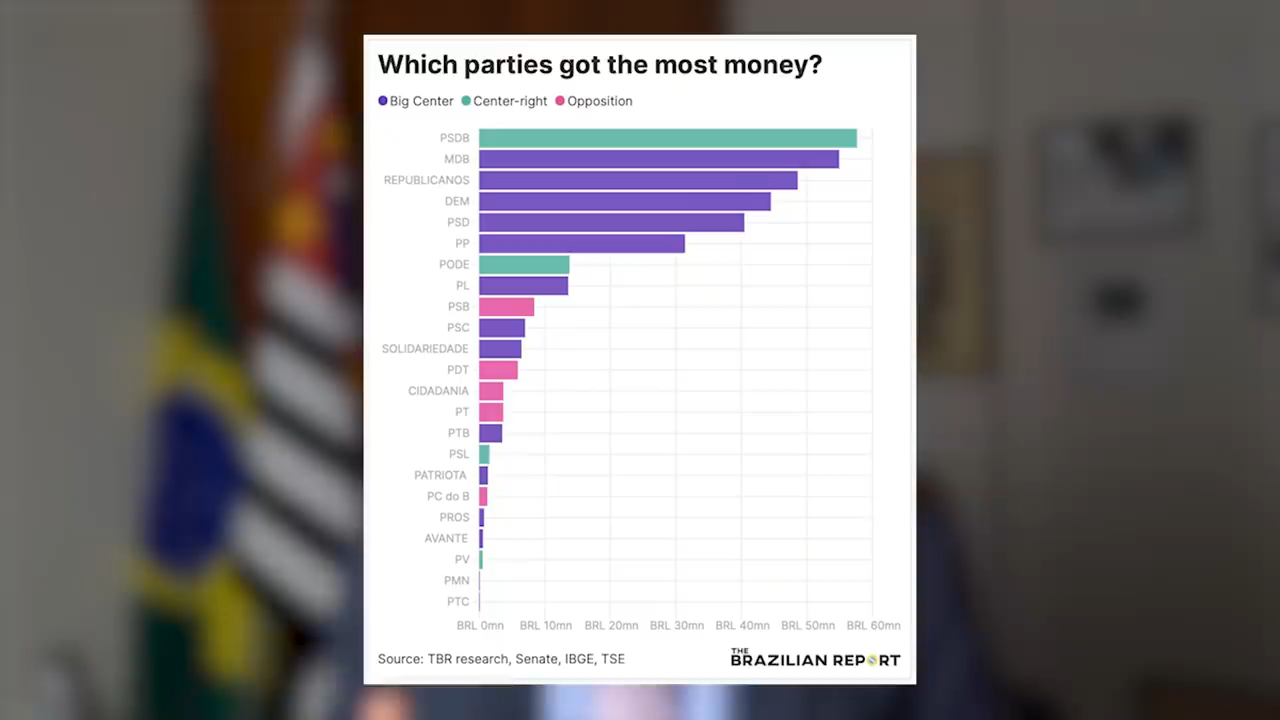 Which parties got the most money?
Big Center Center-right Opposition
PSDB
MDB
REPUBLICANOS
DEM
PSD
PP
PODE
PL
PSB
PSC
SOLIDARIEDADE
PDT
CIDADANIA
PT
PTB
PSL
PATRIOTA
PC do B
PROS
AVANTE
PV
PMN
PTC
BRL 0mn BRL 10mn BRL 20mn BRL 30mn BRL 40mn BRL 50mn BRL 60mn
Source: TBR research, Senate, IBGE, TSE
THE
BRAZILIAN REPORT